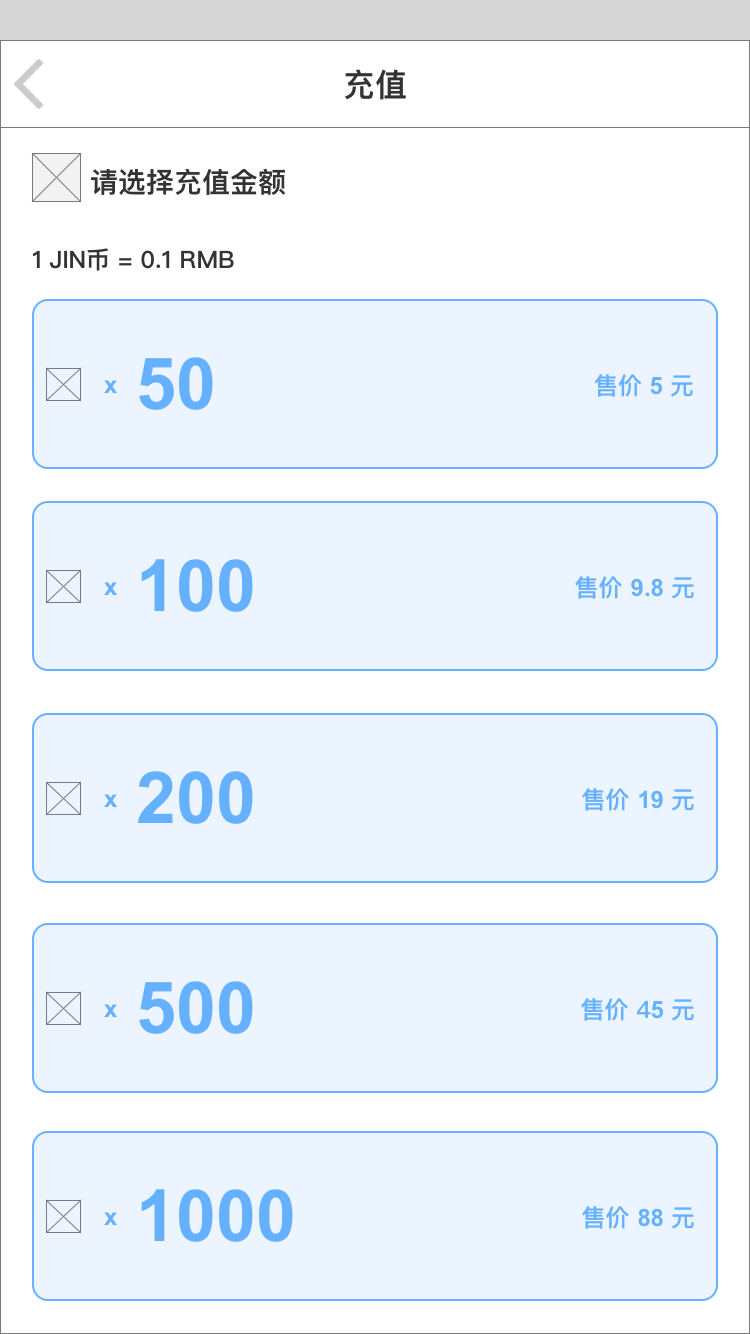 充值
请选择充值金额
1 JIN币 = 0.1 RMB
x 50 售价 5 元
x 100 售价 9.8 元
x 200 售价 19 元
x 500 售价 45 元
x 1000 售价 88 元